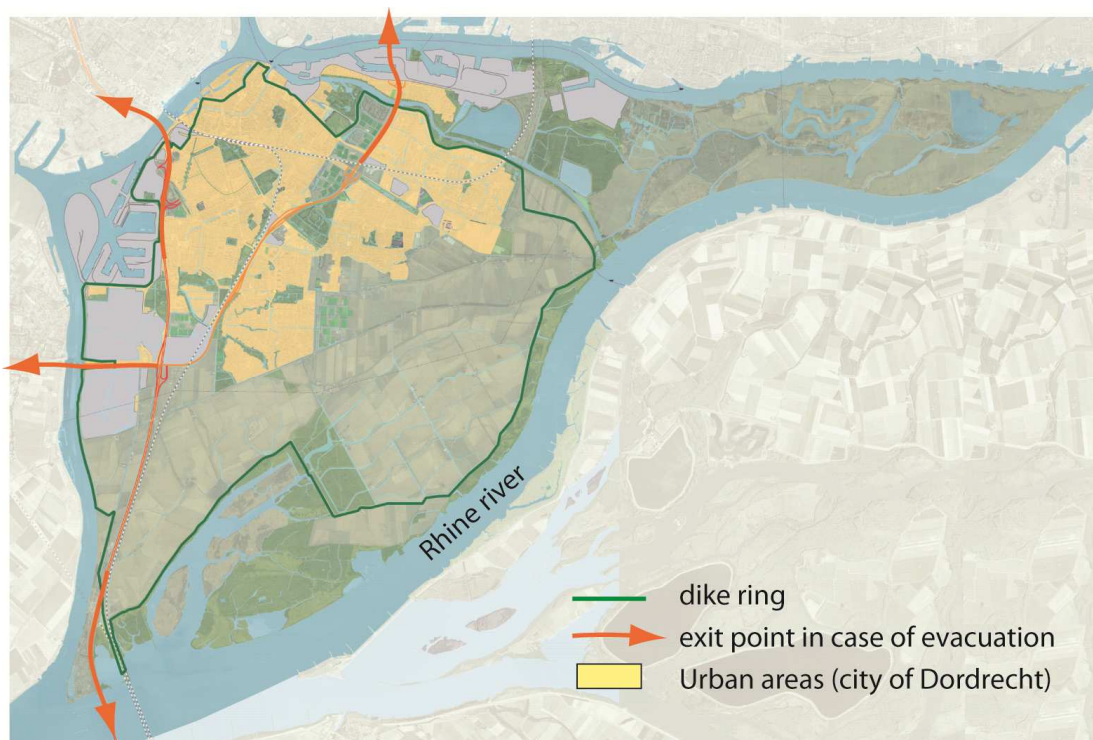 Rhine river
dike ring
exit point in case of evacuation
Urban areas (city of Dordrecht)